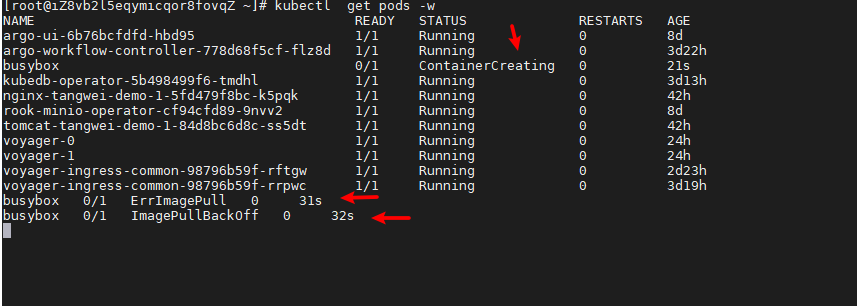 [root@iZ8vb2l5eqymicqor8fovqZ ~]# kubectl  get pods -w
NAME READY STATUS RESTARTS AGE
argo-ui-6b76bcfdfd-hbd95 1/1 Running 0 8d
argo-workflow-controller-778d68f5cf-flz8d 1/1 Running 0 3d22h
busybox 0/1 ContainerCreating 0 21s
kubedb-operator-5b498499f6-tmdhl 1/1 Running 0 3d13h
nginx-tangwei-demo-1-5fd479f8bc-k5pqk 1/1 Running 0 42h
rook-minio-operator-cf94cfd89-9nvv2 1/1 Running 0 8d
tomcat-tangwei-demo-1-84d8bc6d8c-ss5dt 1/1 Running 0 42h
voyager-0 1/1 Running 0 24h
voyager-1 1/1 Running 0 24h
voyager-ingress-common-98796b59f-rftgw 1/1 Running 0 2d23h
voyager-ingress-common-98796b59f-rrpwc 1/1 Running 0 3d19h
busybox 0/1 ErrImagePull 0 31s
busybox 0/1 ImagePullBackOff 0 32s